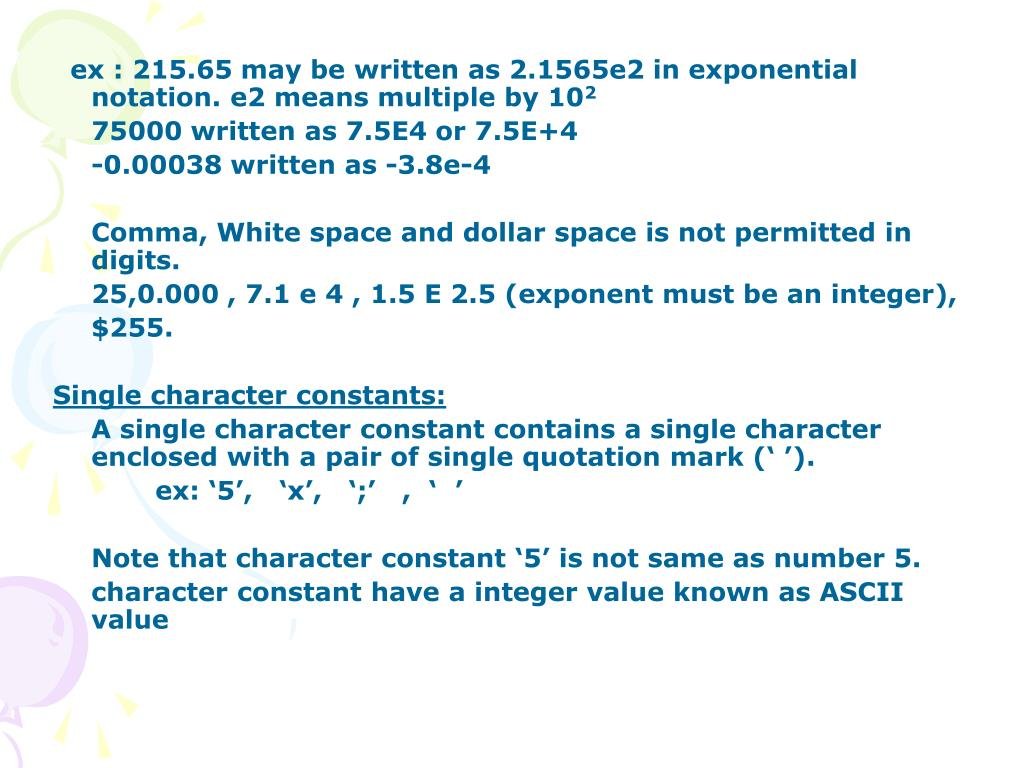 ex : 215.65 may be written as 2.1565e2 in exponential
notation. e2 means multiple by 10²
75000 written as 7.5E4 or 7.5E+4
-0.00038 written as -3.8e-4
Comma, White space and dollar space is not permitted in
digits.
25,0.000 , 7.1 e 4 , 1.5 E 2.5 (exponent must be an integer),
$255.
Single character constants:
A single character constant contains a single character
enclosed with a pair of single quotation mark (‘ ’).
ex: ‘5’, ‘x’, ‘;’ , ‘ ’
Note that character constant ‘5’ is not same as number 5.
character constant have a integer value known as ASCII
value